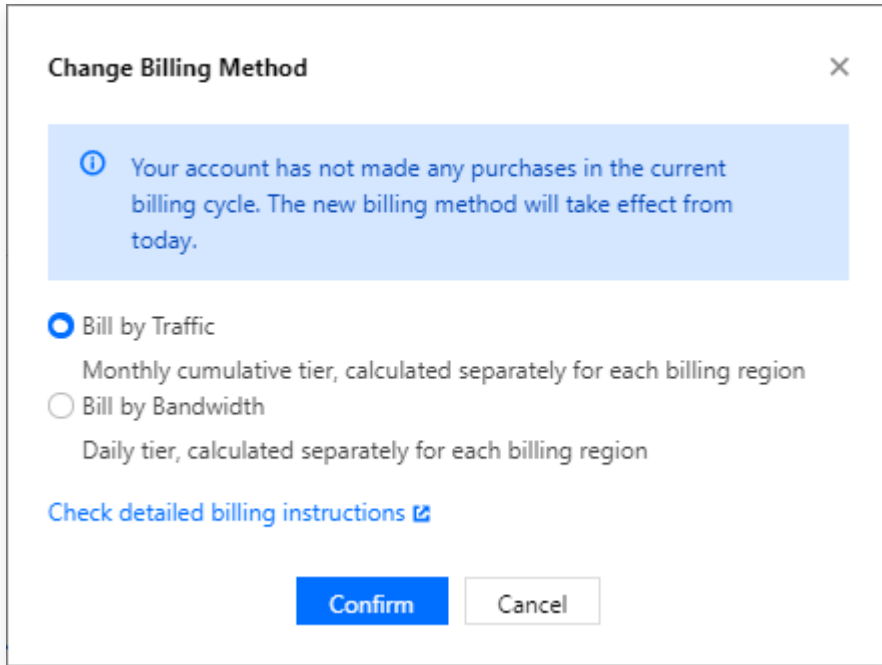 Change Billing Method
Your account has not made any purchases in the current
billing cycle. The new billing method will take effect from
today.
Bill by Traffic
Monthly cumulative tier, calculated separately for each billing region
Bill by Bandwidth
Daily tier, calculated separately for each billing region
Check detailed billing instructions
Confirm Cancel